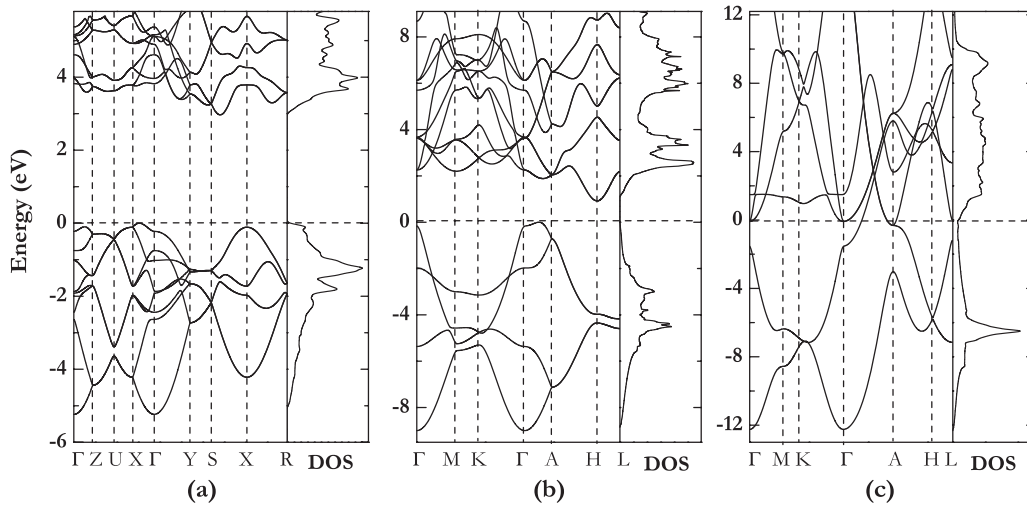 Energy (eV)
4
2
0
-2
-4
-6
Γ Z U X Γ Y S X R DOS
(a)
8
4
0
-4
-8
Γ M K Γ A H L DOS
(b)
12
8
4
0
-4
-8
-12
Γ M K Γ A H L DOS
(c)